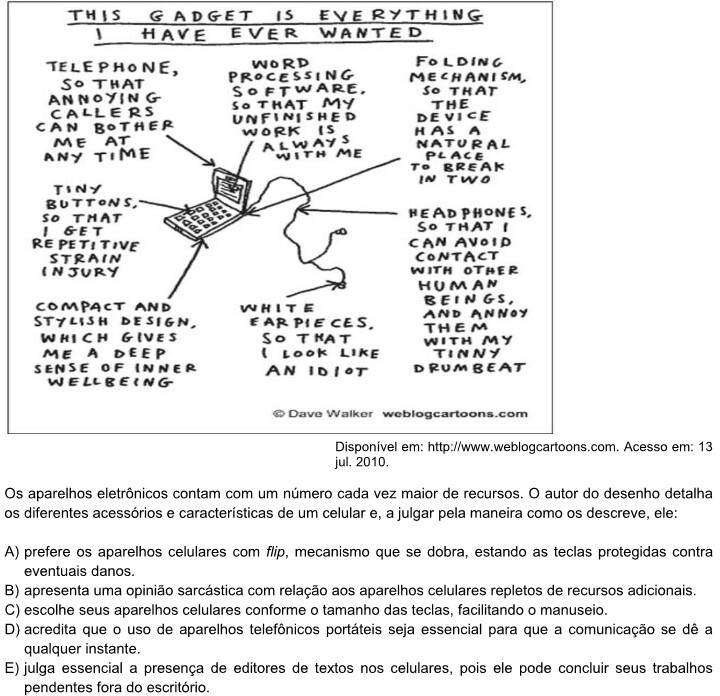 THIS GADGET IS EVERYTHING
I HAVE EVER WANTED
TELEPHONE,
SO THAT
ANNOYING
CALLERS
CAN BOTHER
ME AT
ANY TIME
WORD
PROCESSING
SOFTWARE,
SO THAT MY
UNFINISHED
WORK IS
ALWAYS
WITH ME
FOLDING
MECHANISM,
SO THAT
THE
DEVICE
HAS A
NATURAL
PLACE
TO BREAK
IN TWO
TINY
BUTTONS,
SO THAT
I GET
REPETITIVE
STRAIN
INJURY
HEADPHONES,
SO THAT I
CAN AVOID
CONTACT
WITH OTHER
HUMAN
BEINGS,
AND ANNOY
THEM
WITH MY
TINNY
DRUMBEAT
COMPACT AND
STYLISH DESIGN,
WHICH GIVES
ME A DEEP
SENSE OF INNER
WELLBEING
WHITE
EARPIECES,
SO THAT
I LOOK LIKE
AN IDIOT
© Dave Walker weblogcartoons.com
Disponível em: http://www.weblogcartoons.com. Acesso em: 13
jul. 2010.
Os aparelhos eletrônicos contam com um número cada vez maior de recursos. O autor do desenho detalha
os diferentes acessórios e características de um celular e, a julgar pela maneira como os descreve, ele:
A) prefere os aparelhos celulares com flip, mecanismo que se dobra, estando as teclas protegidas contra
eventuais danos.
B) apresenta uma opinião sarcástica com relação aos aparelhos celulares repletos de recursos adicionais.
C) escolhe seus aparelhos celulares conforme o tamanho das teclas, facilitando o manuseio.
D) acredita que o uso de aparelhos telefônicos portáteis seja essencial para que a comunicação se dê a
qualquer instante.
E) julga essencial a presença de editores de textos nos celulares, pois ele pode concluir seus trabalhos
pendentes fora do escritório.